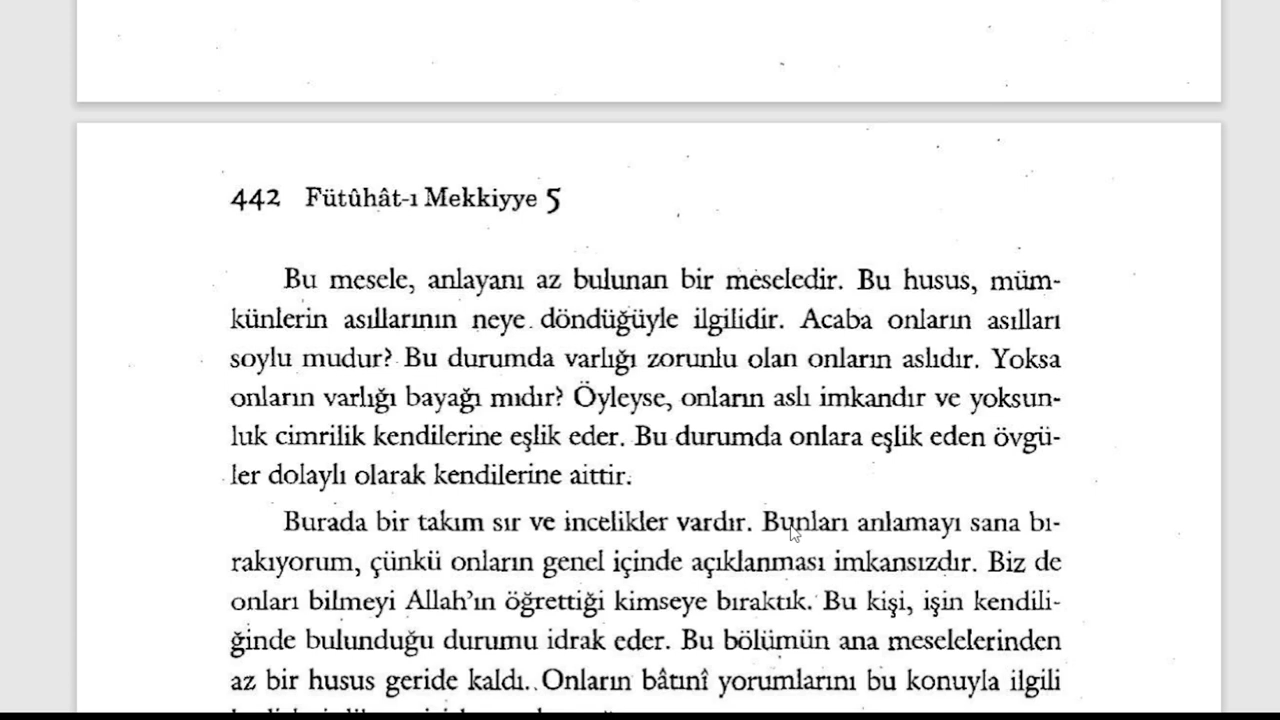 442 Fütûhât-ı Mekkiyye 5
Bu mesele, anlayanı az bulunan bir meseledir. Bu husus, müm-
künlerin asıllarının neye döndüğüyle ilgilidir. Acaba onların asılları
soylu mudur? Bu durumda varlığı zorunlu olan onların aslıdır. Yoksa
onların varlığı bayağı mıdır? Öyleyse, onların aslı imkandır ve yoksun-
luk cimrilik kendilerine eşlik eder. Bu durumda onlara eşlik eden övgü-
ler dolaylı olarak kendilerine aittir.
Burada bir takım sır ve incelikler vardır. Bunları anlamayı sana bı-
rakıyorum, çünkü onların genel içinde açıklanması imkansızdır. Biz de
onları bilmeyi Allah'ın öğrettiği kimseye bıraktık. Bu kişi, işin kendili-
ğinde bulunduğu durumu idrak eder. Bu bölümün ana meselelerinden
az bir husus geride kaldı. Onların bâtınî yorumlarını bu konuyla ilgili